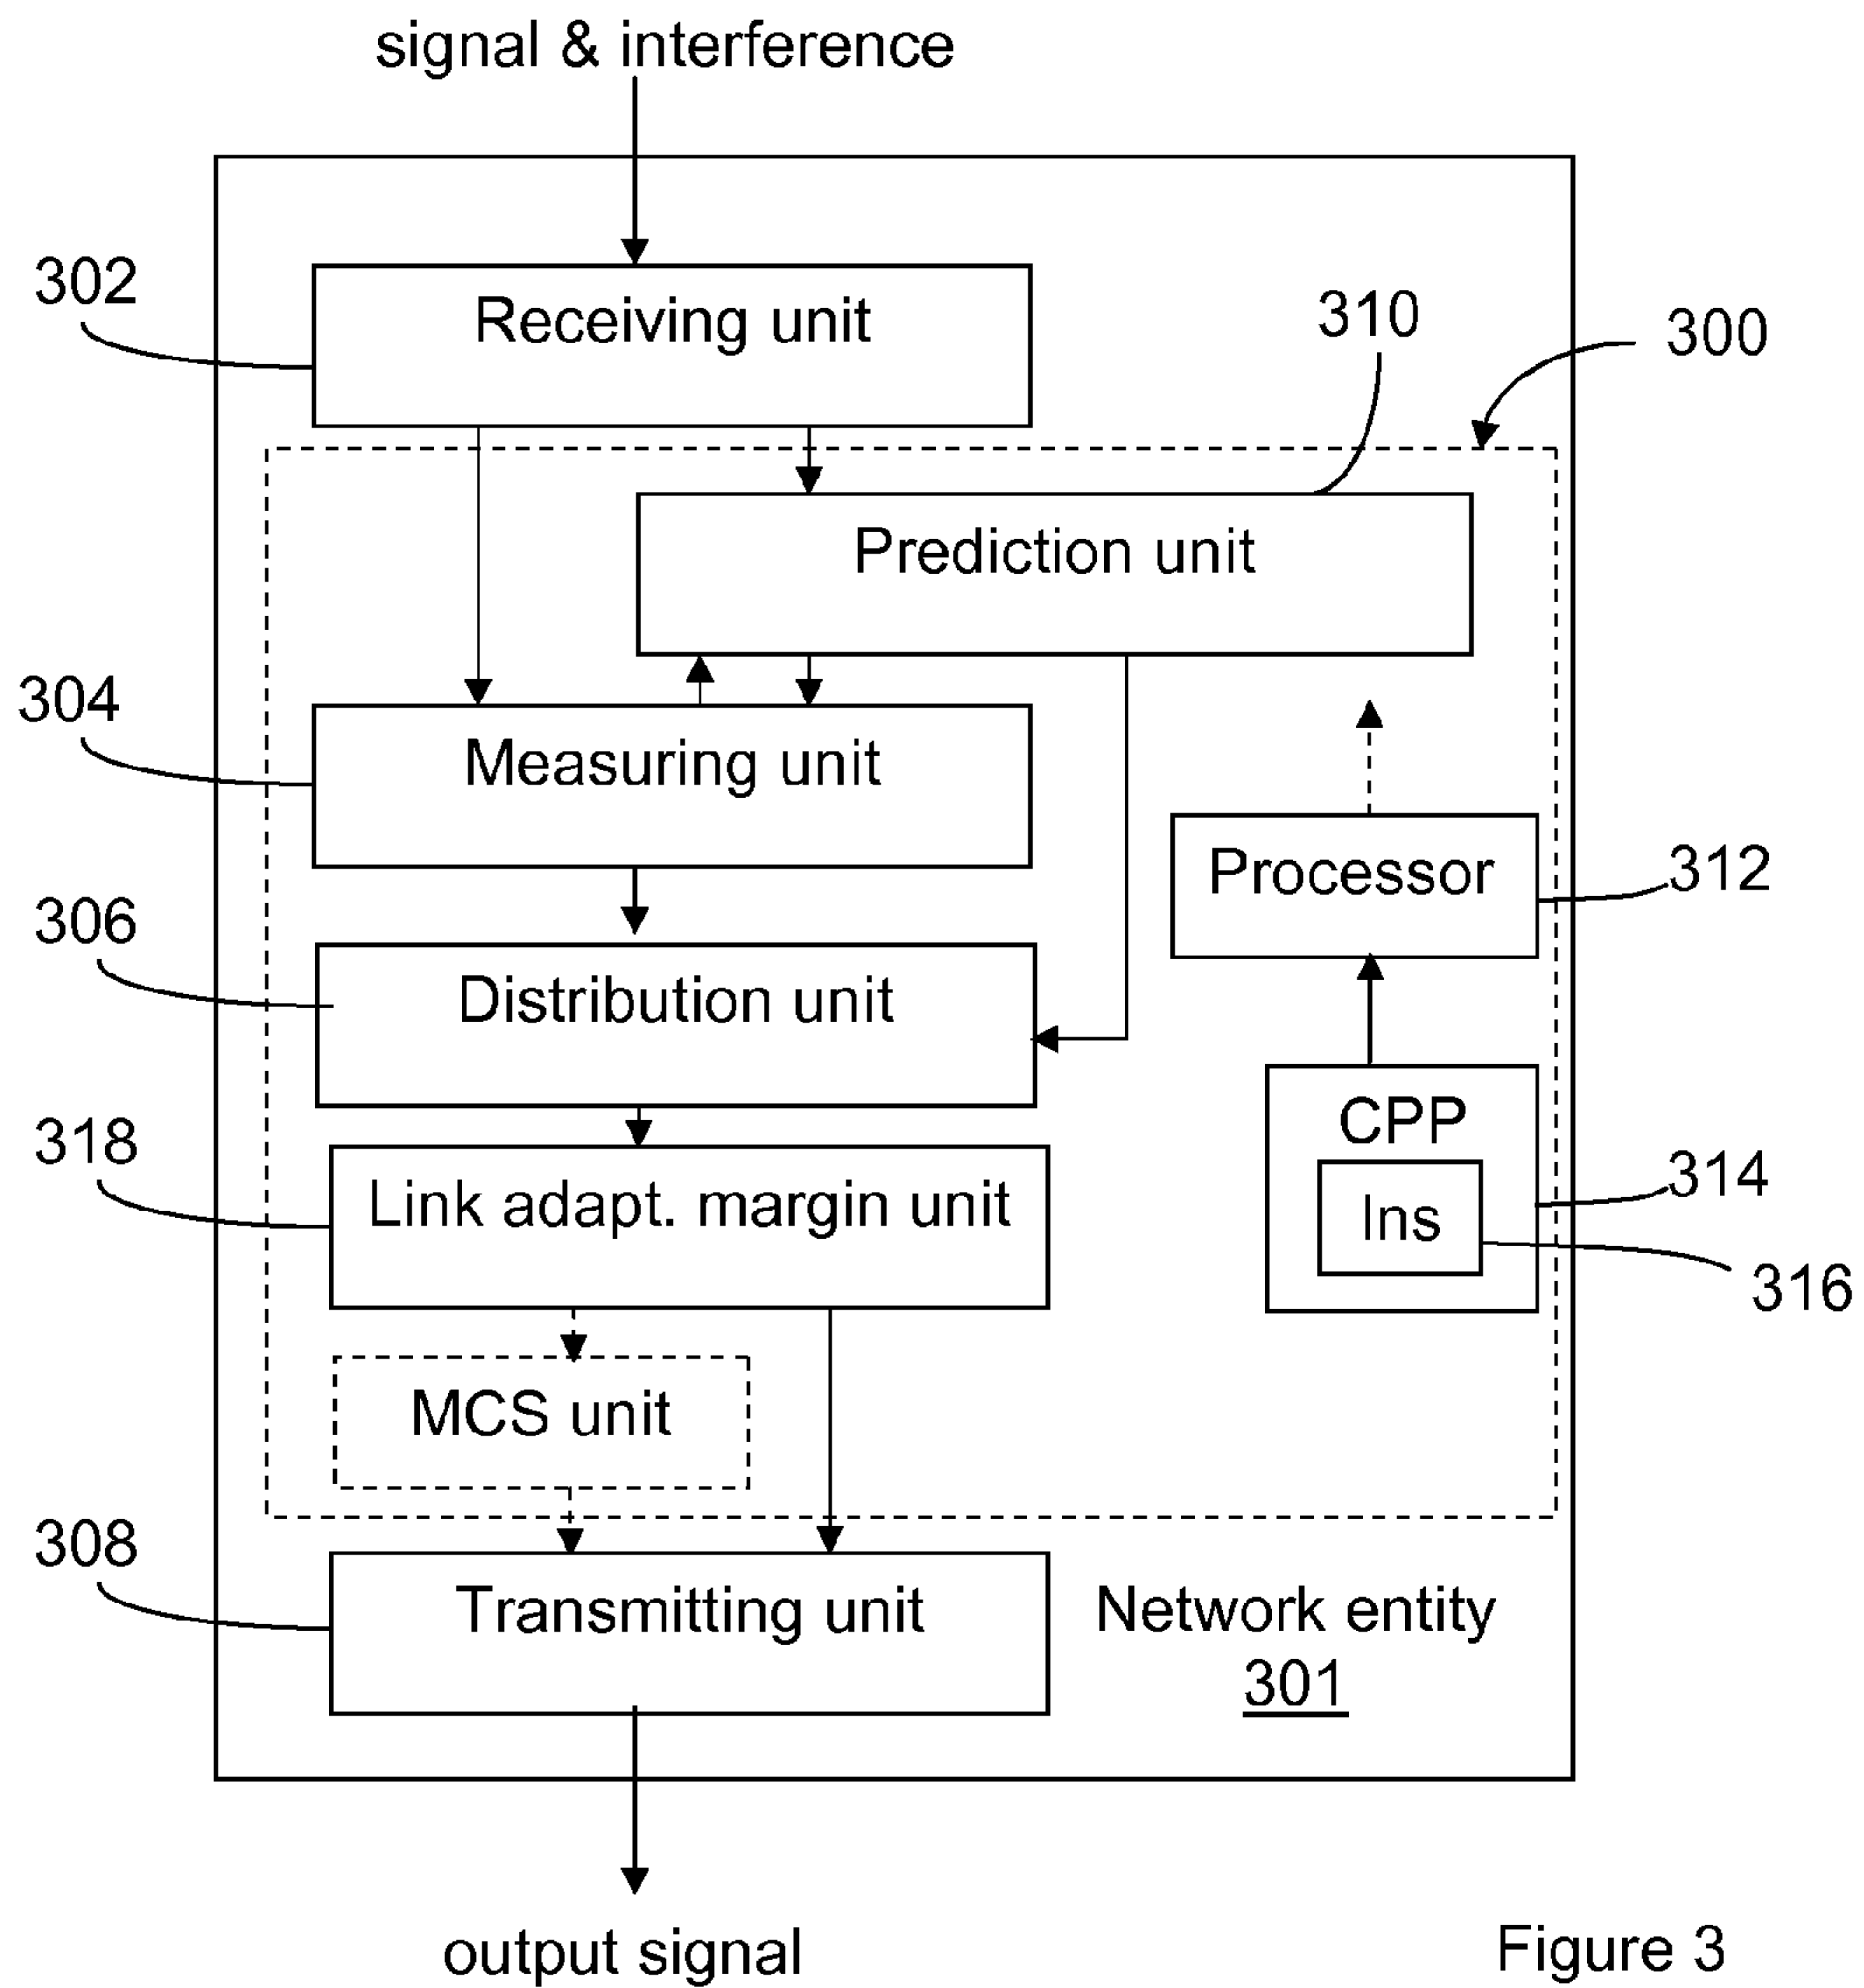 signal & interference
302
Receiving unit
310
300
Prediction unit
304
Measuring unit
Processor
312
306
Distribution unit
CPP
318
Link adapt. margin unit
314
Ins
316
MCS unit
308
Transmitting unit
Network entity
301
output signal
Figure 3